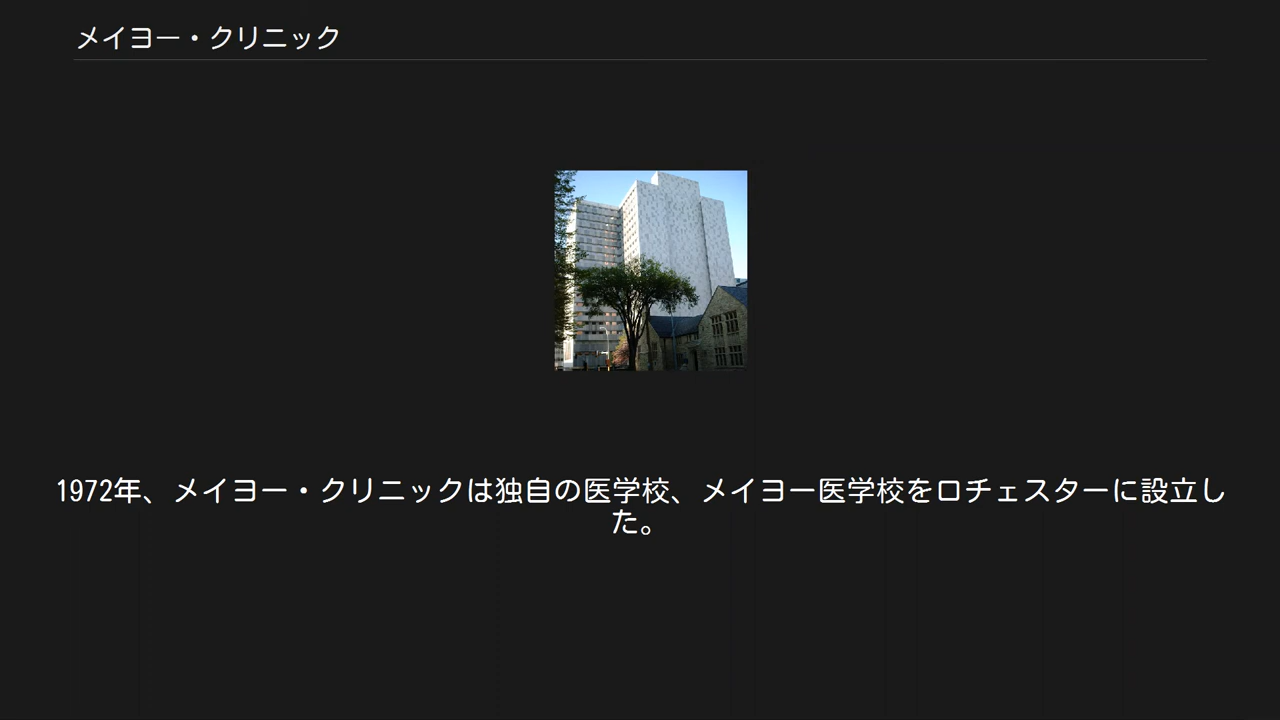 メイヨー・クリニック
1972年、メイヨー・クリニックは独自の医学校、メイヨー医学校をロチェスターに設立し
た。